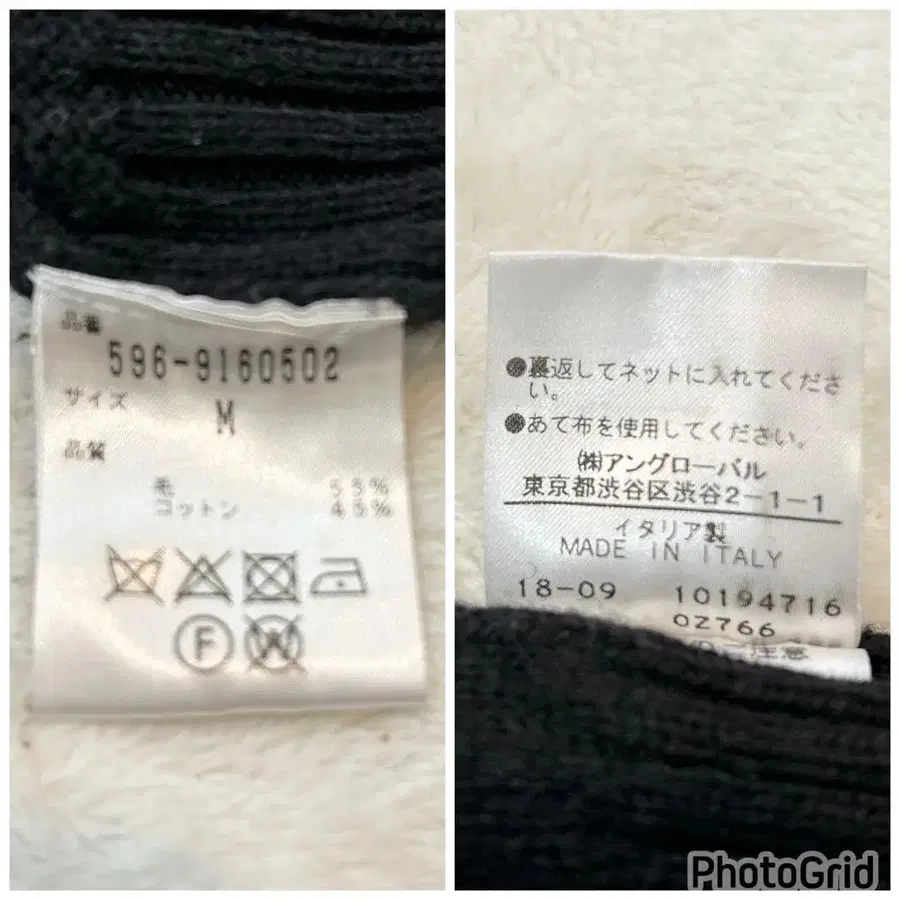 品番
596-9160502
サイズ
M
品質
毛 55%
コットン 45%
F
W
●裏返してネットに入れてくださ
い。
●あて布を使用してください。
㈱アングローバル
東京都渋谷区渋谷2-1-1
イタリア製
MADE IN ITALY
18-09 10194716
0Z766
注意
PhotoGrid